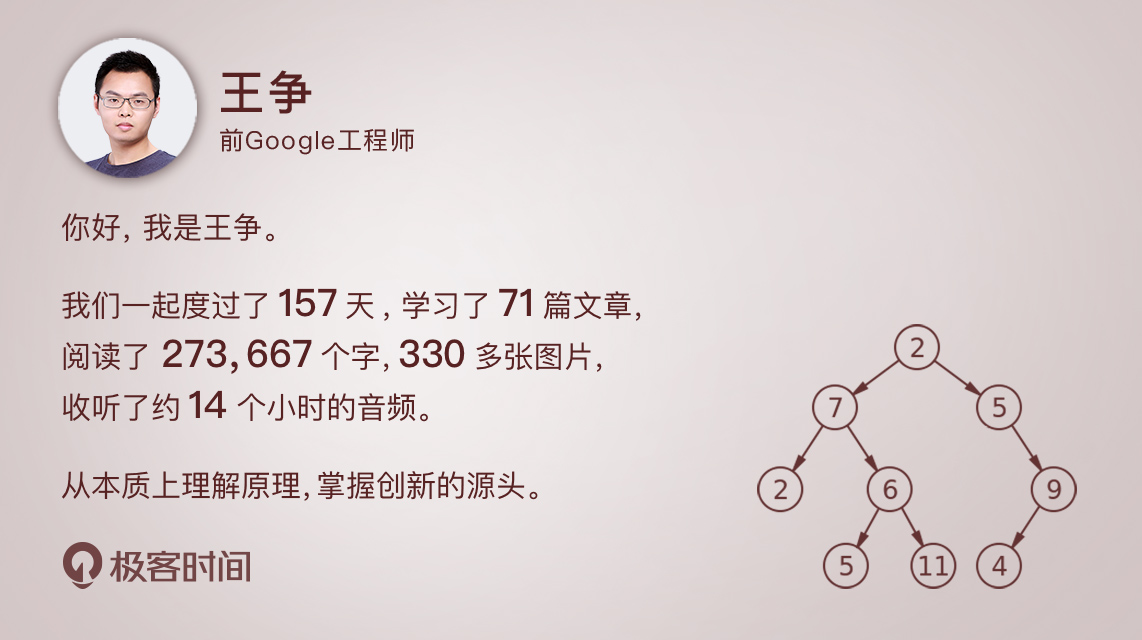 王争
前Google工程师
你好, 我是王争。
我们一起度过了 157 天, 学习了 71 篇文章,
阅读了 273,667 个字, 330 多张图片,
收听了约 14 个小时的音频。
从本质上理解原理, 掌握创新的源头。
极客时间
2
7 5
2 6 9
5 11 4